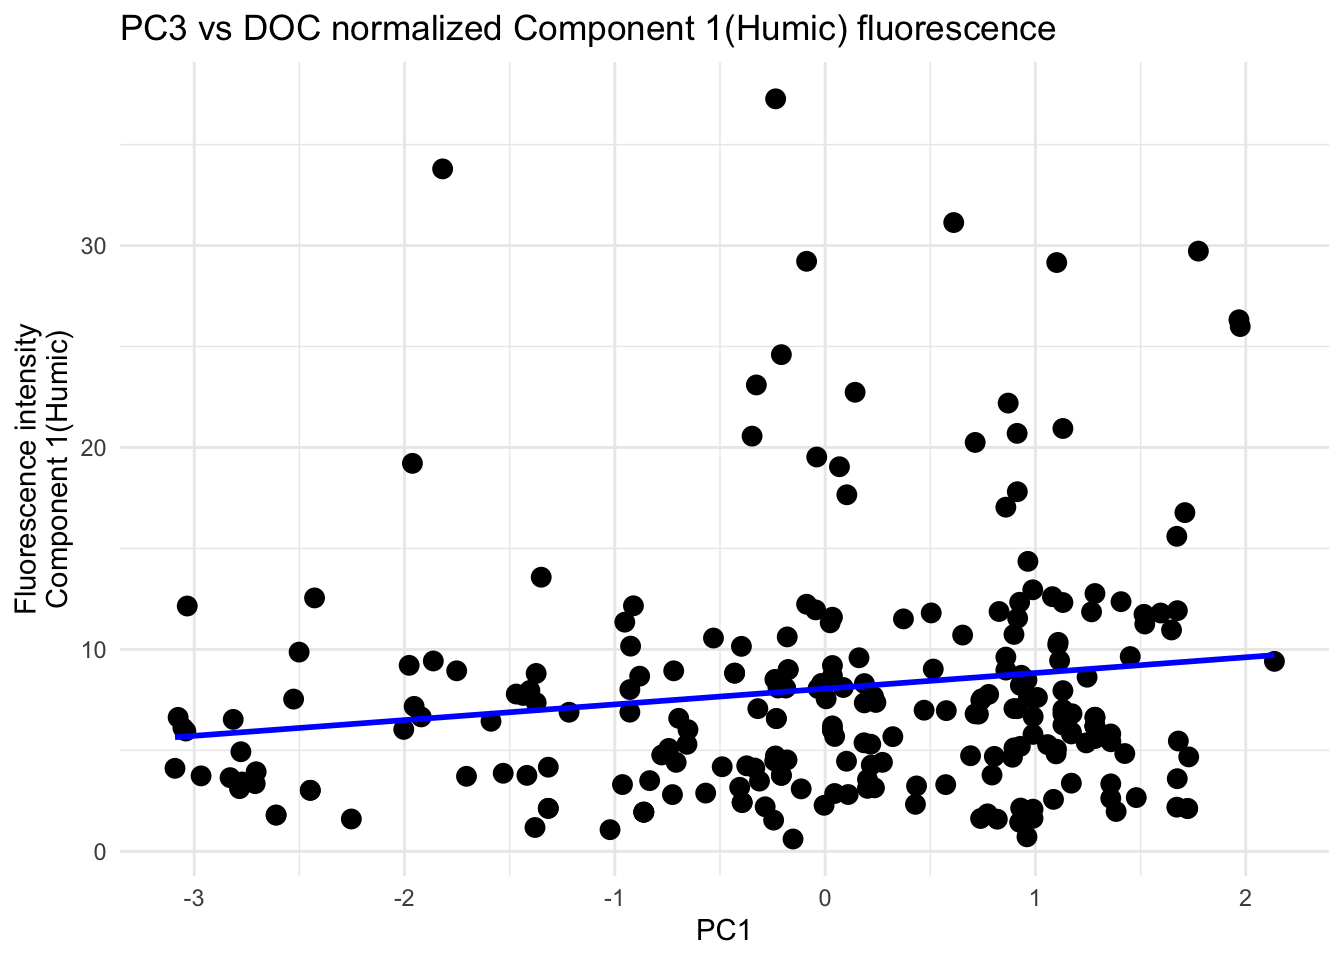 PC3 vs DOC normalized Component 1(Humic) fluorescence
Fluorescence intensity
Component 1(Humic)
30
20
10
0
-3
-2
-1
0
1
2
PC1